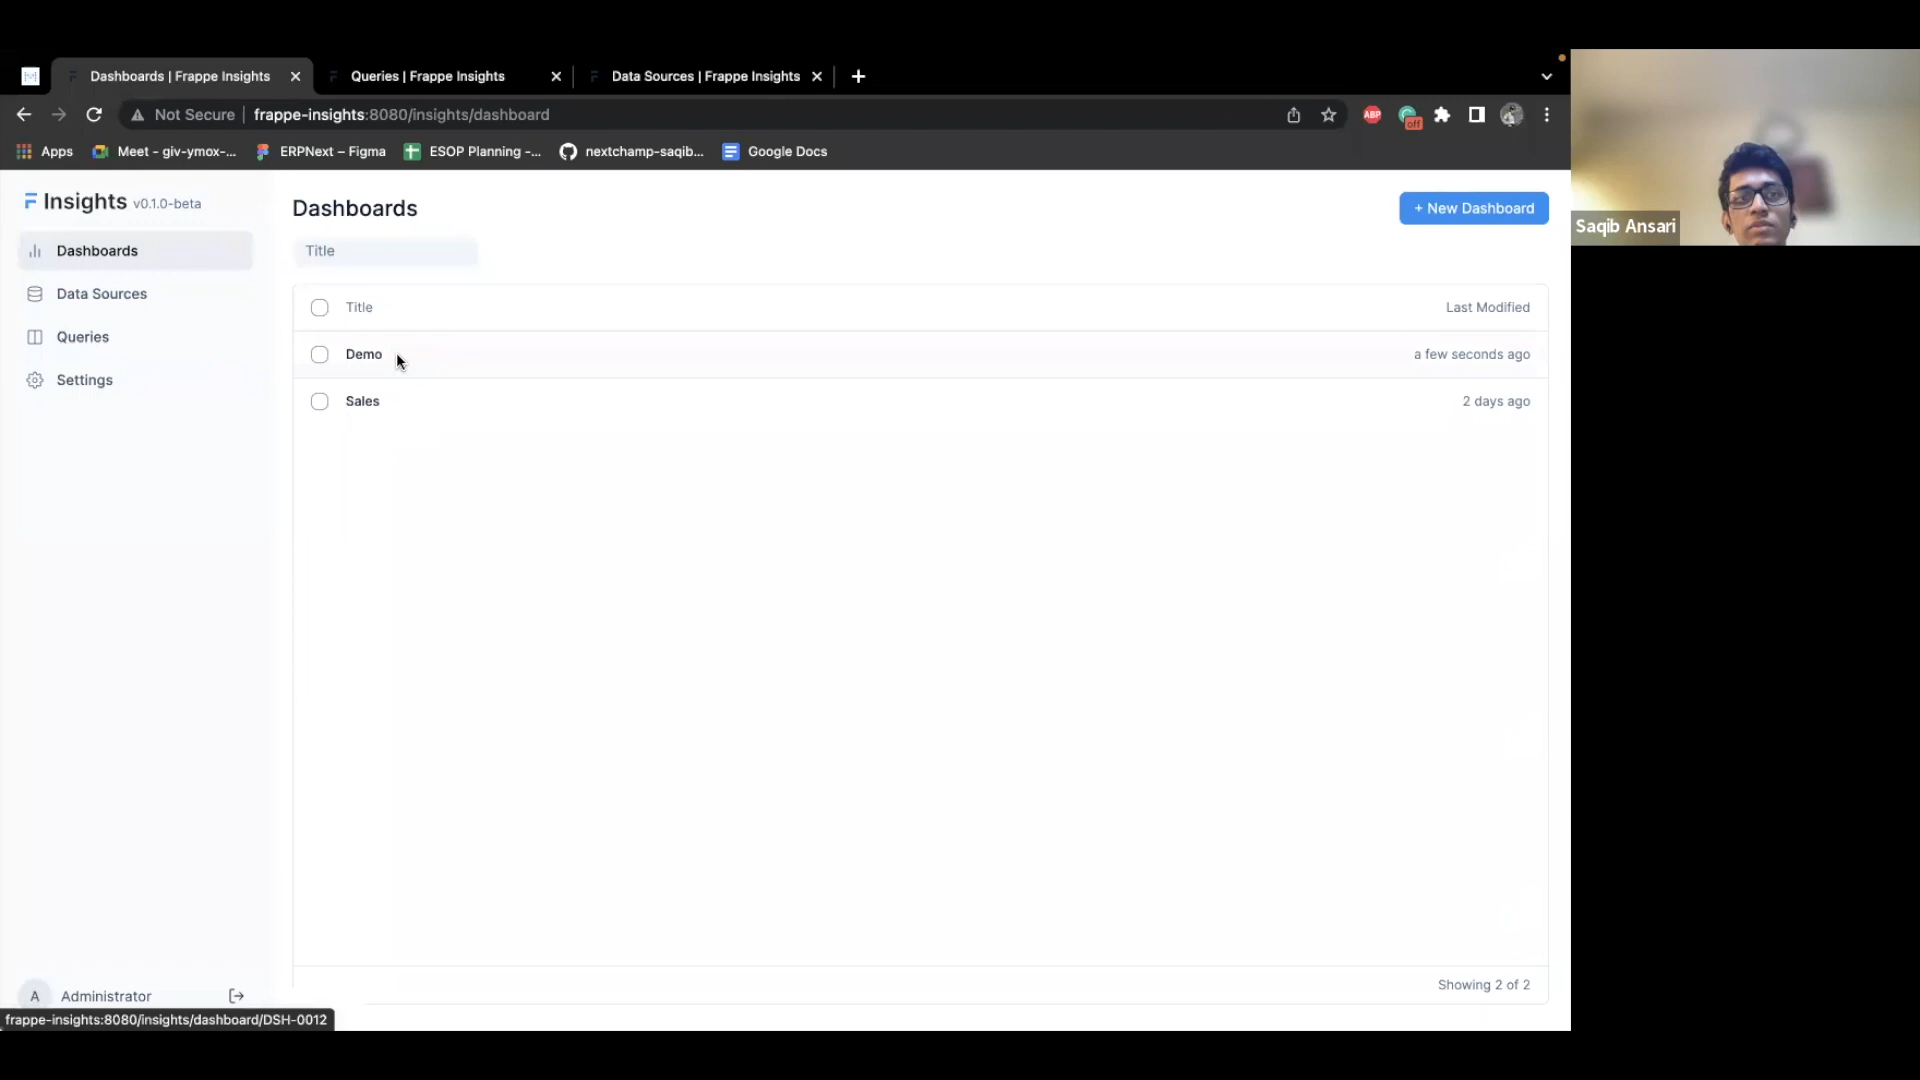 Dashboards | Frappe Insights
Queries | Frappe Insights
Data Sources | Frappe Insights
Not Secure
frappe-insights:8080/insights/dashboard
ABP
off
Apps
Meet - giv-ymox-...
ERPNext – Figma
ESOP Planning -...
nextchamp-saqib...
Google Docs
Insights v0.1.0-beta
Dashboards
Data Sources
Queries
Settings
Dashboards
+ New Dashboard
Title
Title
Last Modified
Demo
a few seconds ago
Sales
2 days ago
Showing 2 of 2
A Administrator
frappe-insights:8080/insights/dashboard/DSH-0012
Saqib Ansari